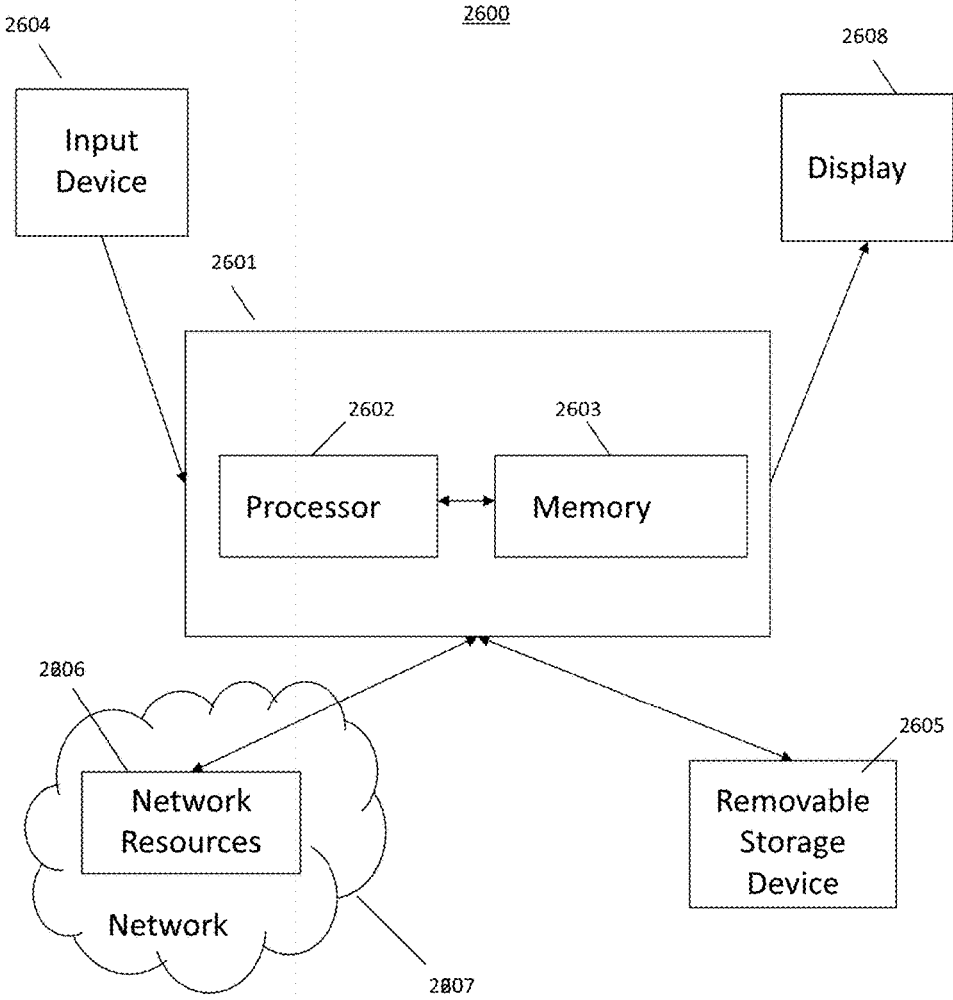 2600
2604
2608
Input
Device
Display
2601
2602
2603
Processor
Memory
2605
Network
Resources
Removable
Storage
Device
Network